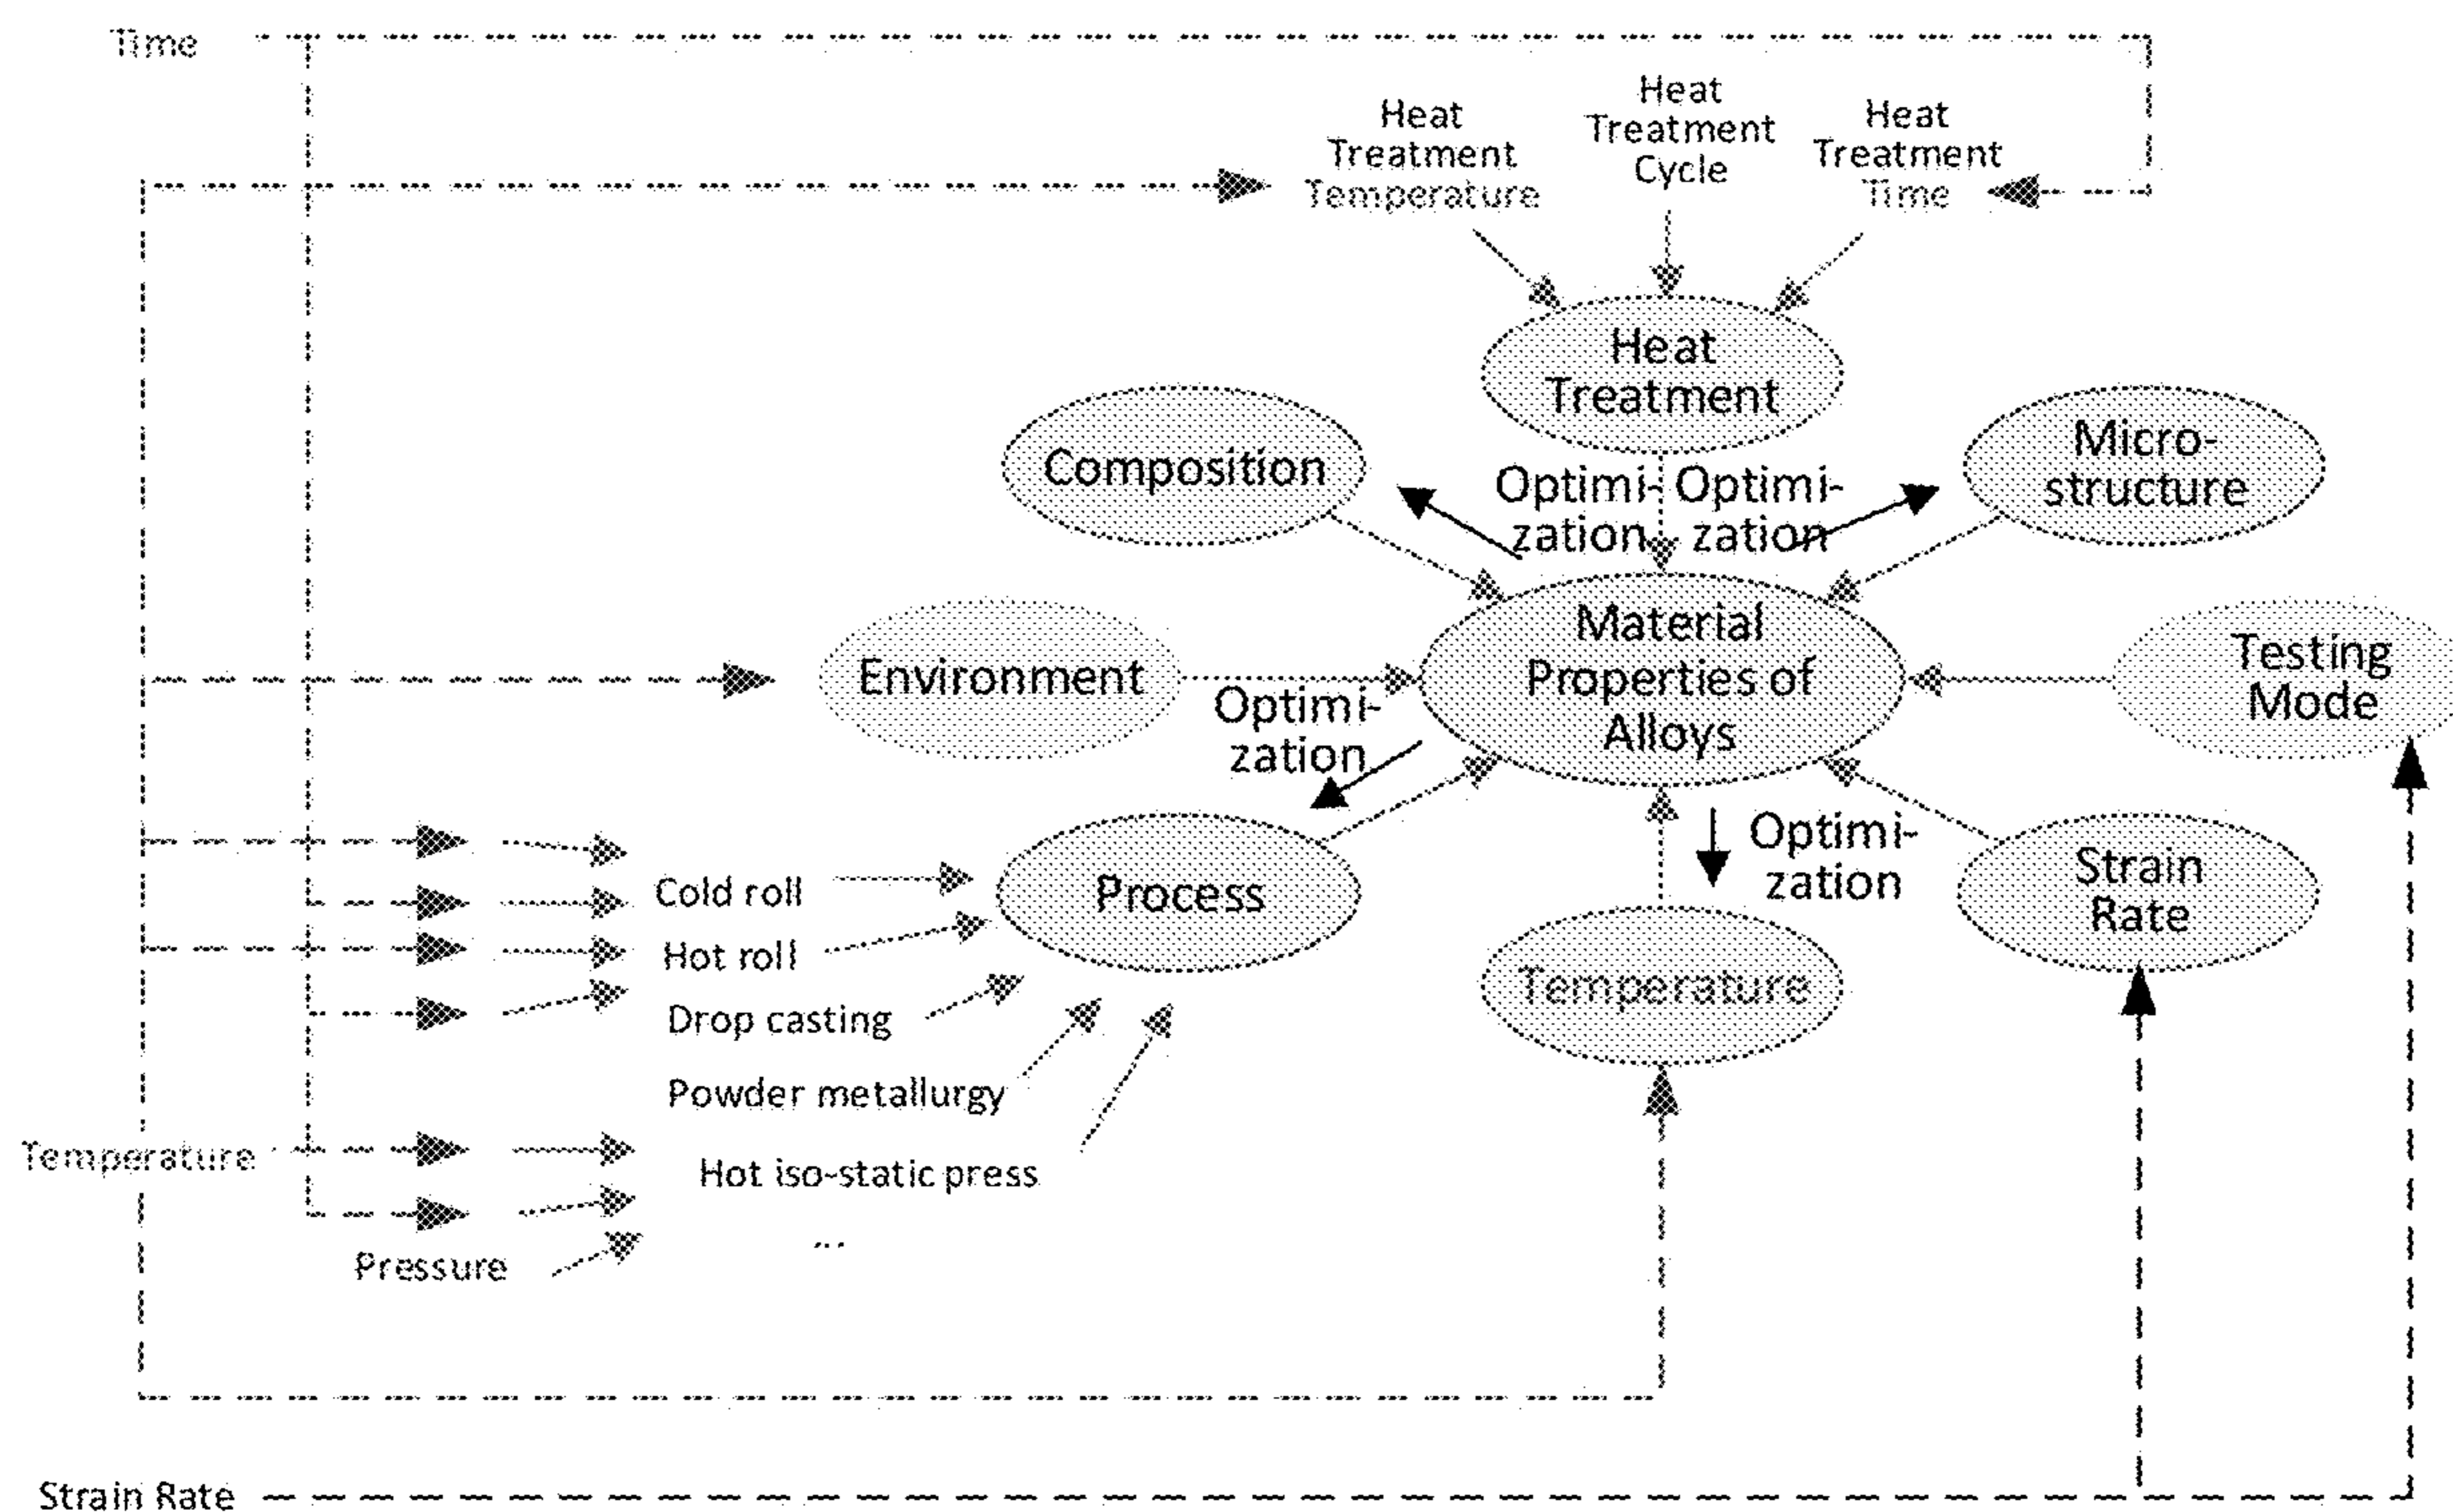 Time
Heat
Treatment
Temperature
Heat
Treatment
Cycle
Heat
Treatment
Time
Heat
Treatment
Composition
Optimi-
zation
Optimi-
zation
Micro-
structure
Environment
Optimi-
zation
Material
Properties of
Alloys
Testing
Mode
Process
Optimi-
zation
Strain
Rate
Temperature
Cold roll
Hot roll
Drop casting
Powder metallurgy
Temperature
Hot iso-static press
Pressure
...
Strain Rate